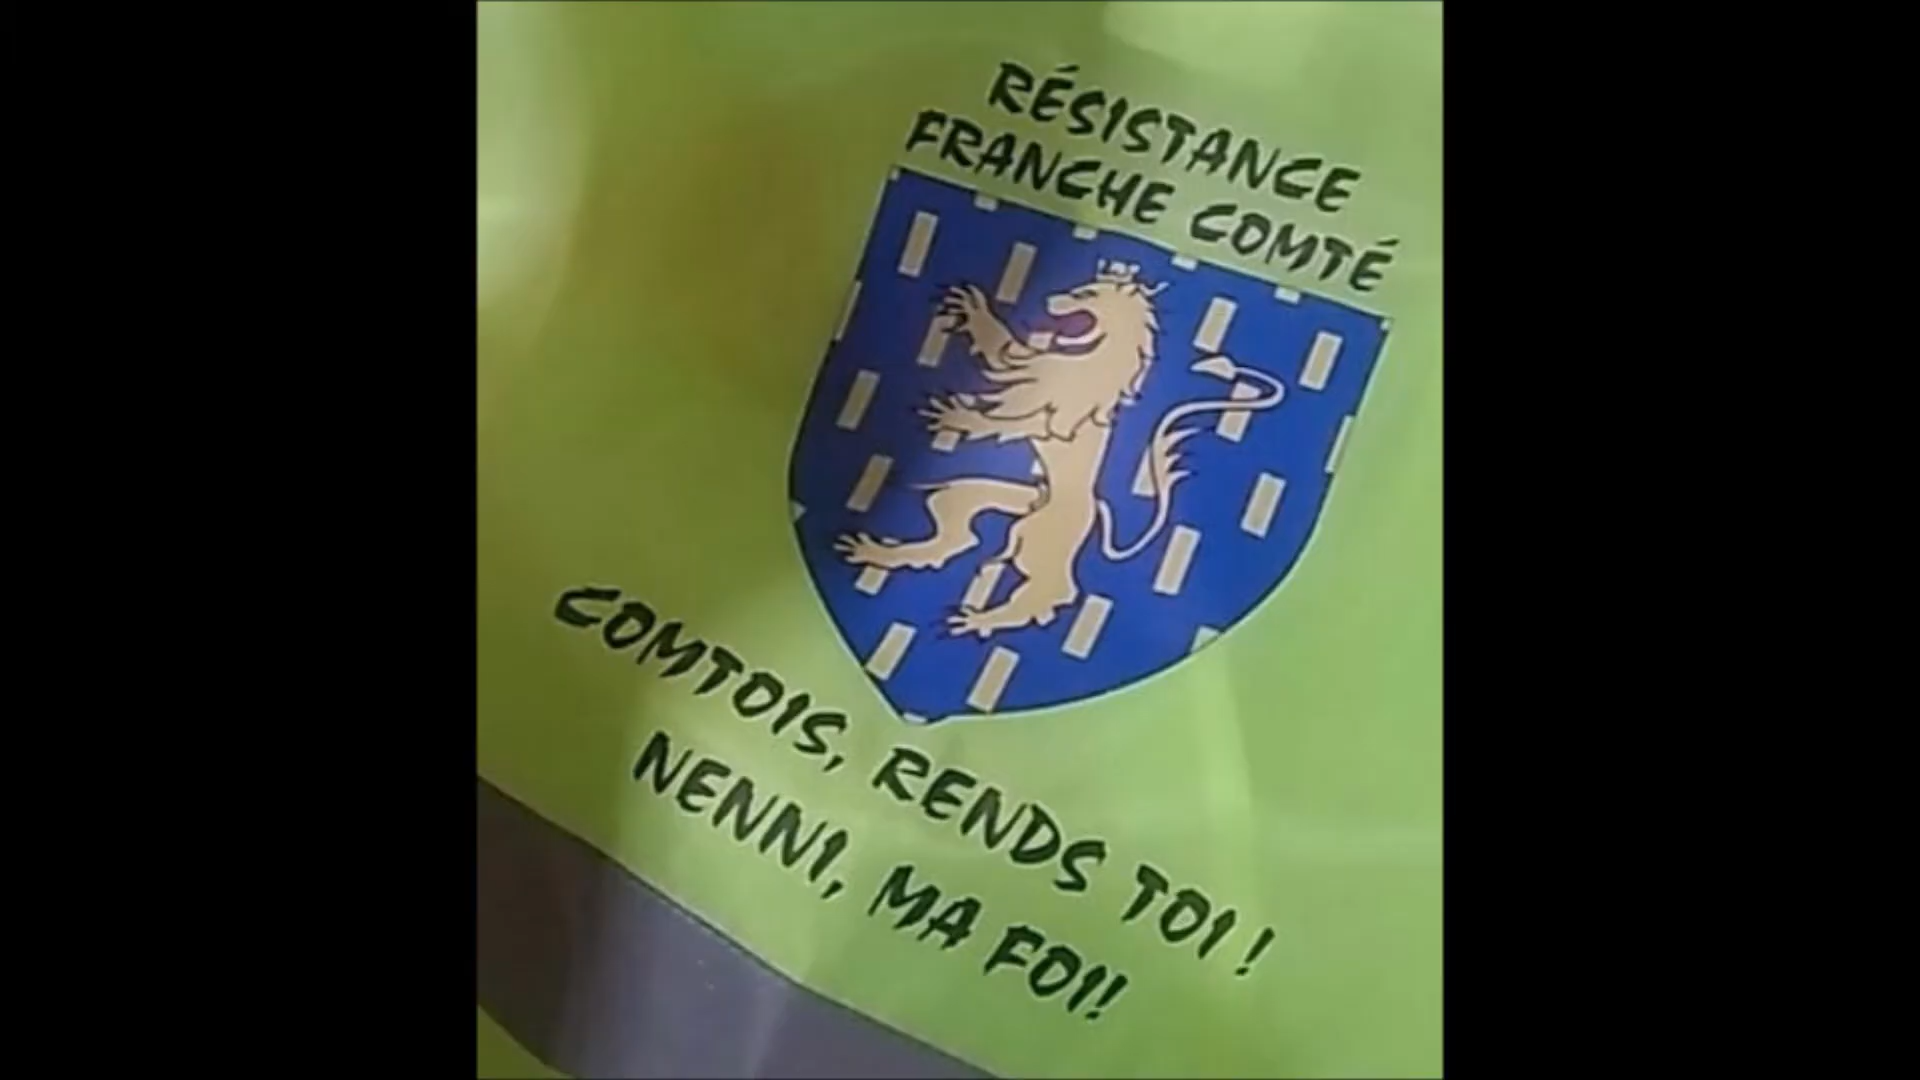 RÉSISTANCE
FRANCHE COMTÉ
COMTOIS, RENDS TOI !
NENNI, MA FOI!